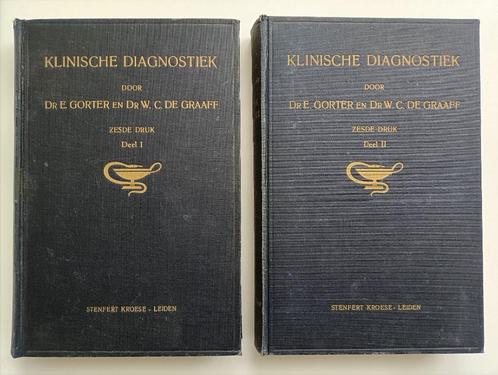 KLINISCHE DIAGNOSTIEK
DOOR
DR E. GORTER EN DR W. C. DE GRAAFF
ZESDE DRUK
Deel I
STENFERT KROESE - LEIDEN
KLINISCHE DIAGNOSTIEK
DOOR
DR E. GORTER EN DR W. C. DE GRAAFF
ZESDE DRUK
Deel II
STENFERT KROESE - LEIDEN